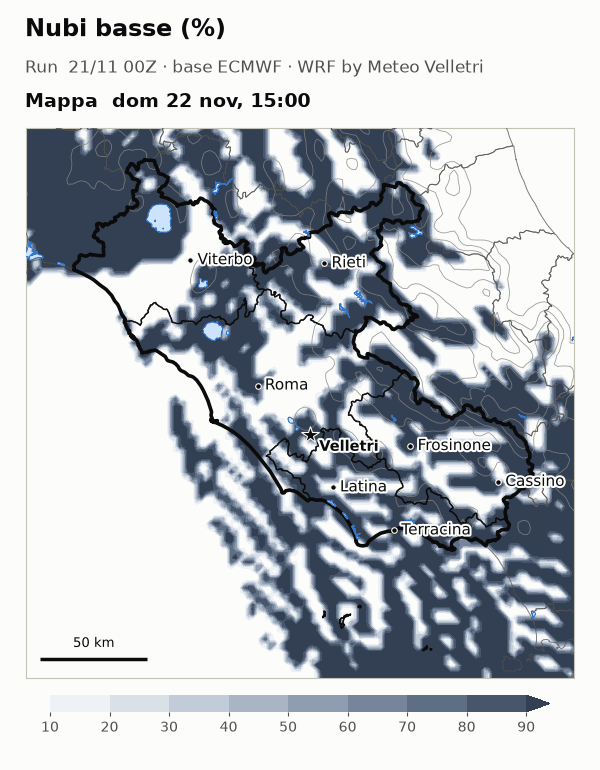 Nubi basse (%)
Run  21/11 00Z · base ECMWF · WRF by Meteo Velletri
Mappa  dom 22 nov, 15:00
Viterbo
Rieti
Roma
Velletri
Frosinone
Cassino
Latina
Terracina
50 km
10 20 30 40 50 60 70 80 90